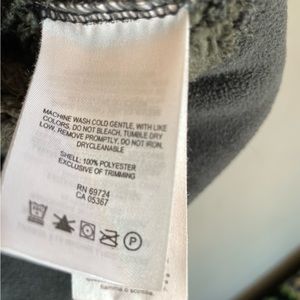 MACHINE WASH COLD GENTLE, WITH LIKE
COLORS. DO NOT BLEACH, TUMBLE DRY
LOW, REMOVE PROMPTLY, DO NOT IRON,
DRYCLEANABLE
SHELL: 100% POLYESTER
EXCLUSIVE OF TRIMMING
RN 69724
CA 05367
P